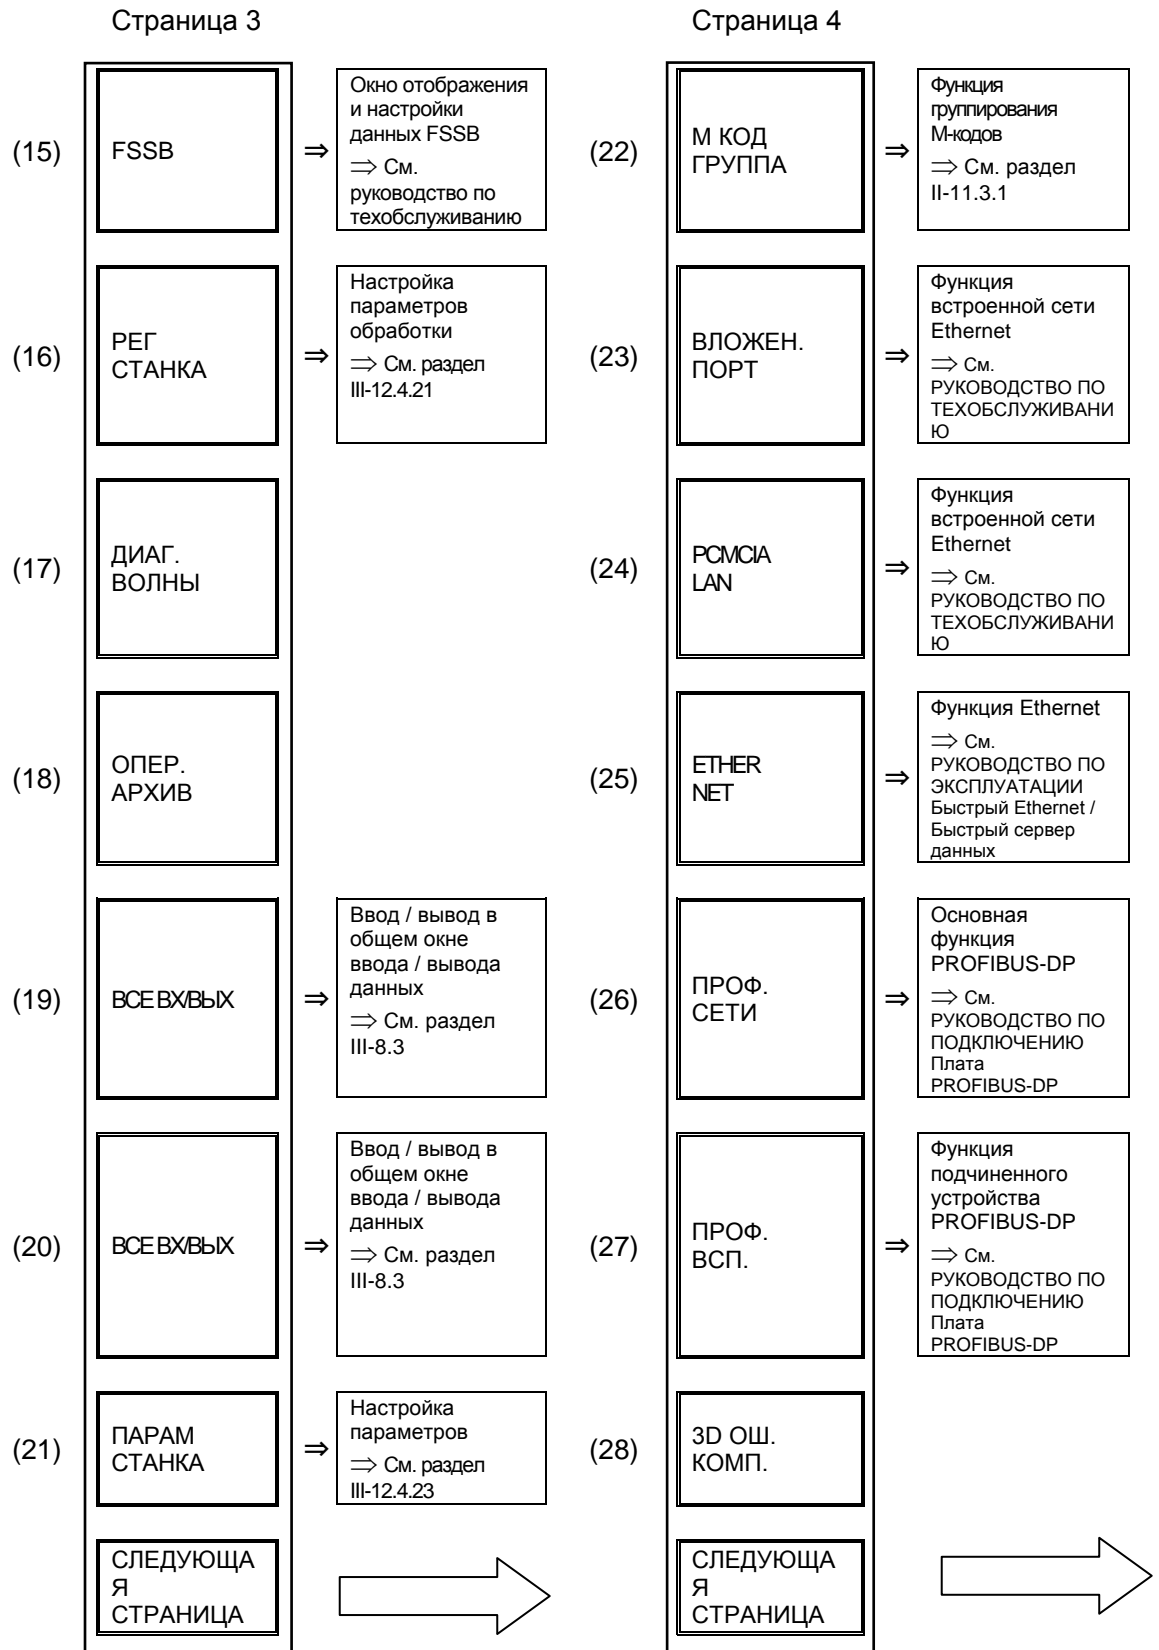 Страница 3
(15)
FSSB
⇒
Окно отображения
и настройки
данных FSSB
⇒ См.
руководство по
техобслуживанию
(16)
РЕГ
СТАНКА
⇒
Настройка
параметров
обработки
⇒ См. раздел
III-12.4.21
(17)
ДИАГ.
ВОЛНЫ
(18)
ОПЕР.
АРХИВ
(19)
ВСЕ ВХ/ВЫХ
⇒
Ввод / вывод в
общем окне
ввода / вывода
данных
⇒ См. раздел
III-8.3
(20)
ВСЕ ВХ/ВЫХ
⇒
Ввод / вывод в
общем окне
ввода / вывода
данных
⇒ См. раздел
III-8.3
(21)
ПАРАМ
СТАНКА
⇒
Настройка
параметров
⇒ См. раздел
III-12.4.23
СЛЕДУЮЩА
Я
СТРАНИЦА
Страница 4
(22)
М КОД
ГРУППА
⇒
Функция
группирования
М-кодов
⇒ См. раздел
II-11.3.1
(23)
ВЛОЖЕН.
ПОРТ
⇒
Функция
встроенной сети
Ethernet
⇒ См.
РУКОВОДСТВО ПО
ТЕХОБСЛУЖИВАНИ
Ю
(24)
PCMCIA
LAN
⇒
Функция
встроенной сети
Ethernet
⇒ См.
РУКОВОДСТВО ПО
ТЕХОБСЛУЖИВАНИ
Ю
(25)
ETHER
NET
⇒
Функция Ethernet
⇒ См.
РУКОВОДСТВО ПО
ЭКСПЛУАТАЦИИ
Быстрый Ethernet /
Быстрый сервер
данных
(26)
ПРОФ.
СЕТИ
⇒
Основная
функция
PROFIBUS-DP
⇒ См.
РУКОВОДСТВО ПО
ПОДКЛЮЧЕНИЮ
Плата
PROFIBUS-DP
(27)
ПРОФ.
ВСП.
⇒
Функция
подчиненного
устройства
PROFIBUS-DP
⇒ См.
РУКОВОДСТВО ПО
ПОДКЛЮЧЕНИЮ
Плата
PROFIBUS-DP
(28)
3D ОШ.
КОМП.
СЛЕДУЮЩА
Я
СТРАНИЦА